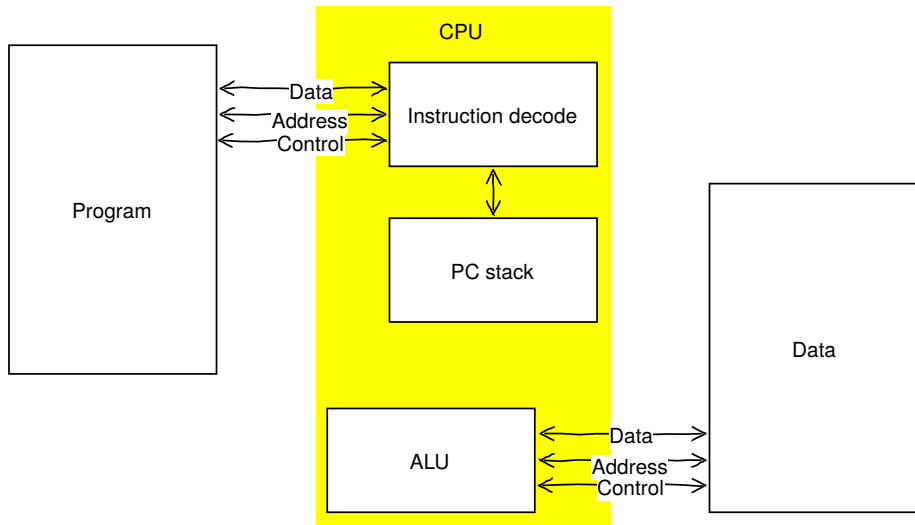 CPU
Data
Instruction decode
Address
Control
Program
PC stack
Data
ALU
Data
Address
Control